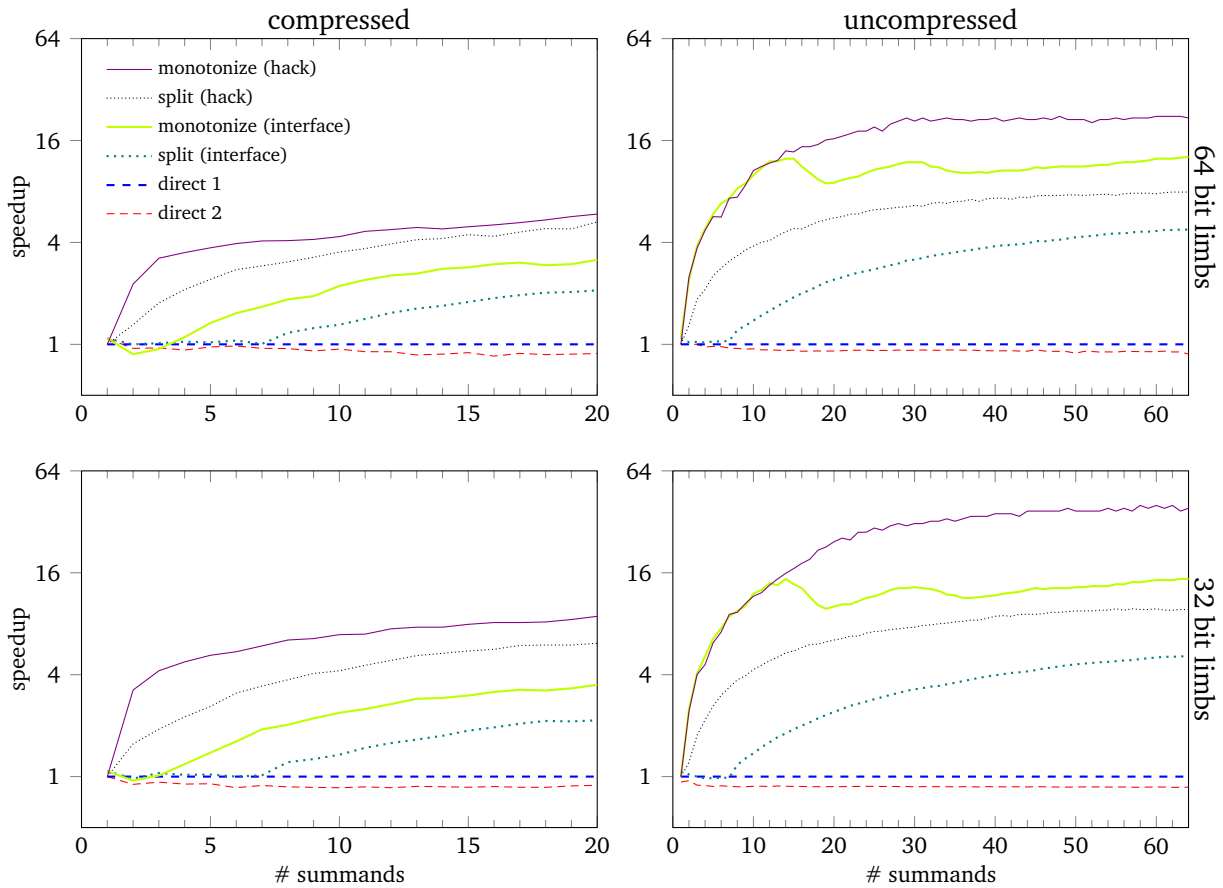 compressed
uncompressed
64
16
4
1
speedup
monotonize (hack)
split (hack)
monotonize (interface)
split (interface)
direct 1
direct 2
0 5 10 15 20
64
16
4
1
0 10 20 30 40 50 60
64 bit limbs
64
16
4
1
speedup
0 5 10 15 20
# summands
64
16
4
1
0 10 20 30 40 50 60
# summands
32 bit limbs